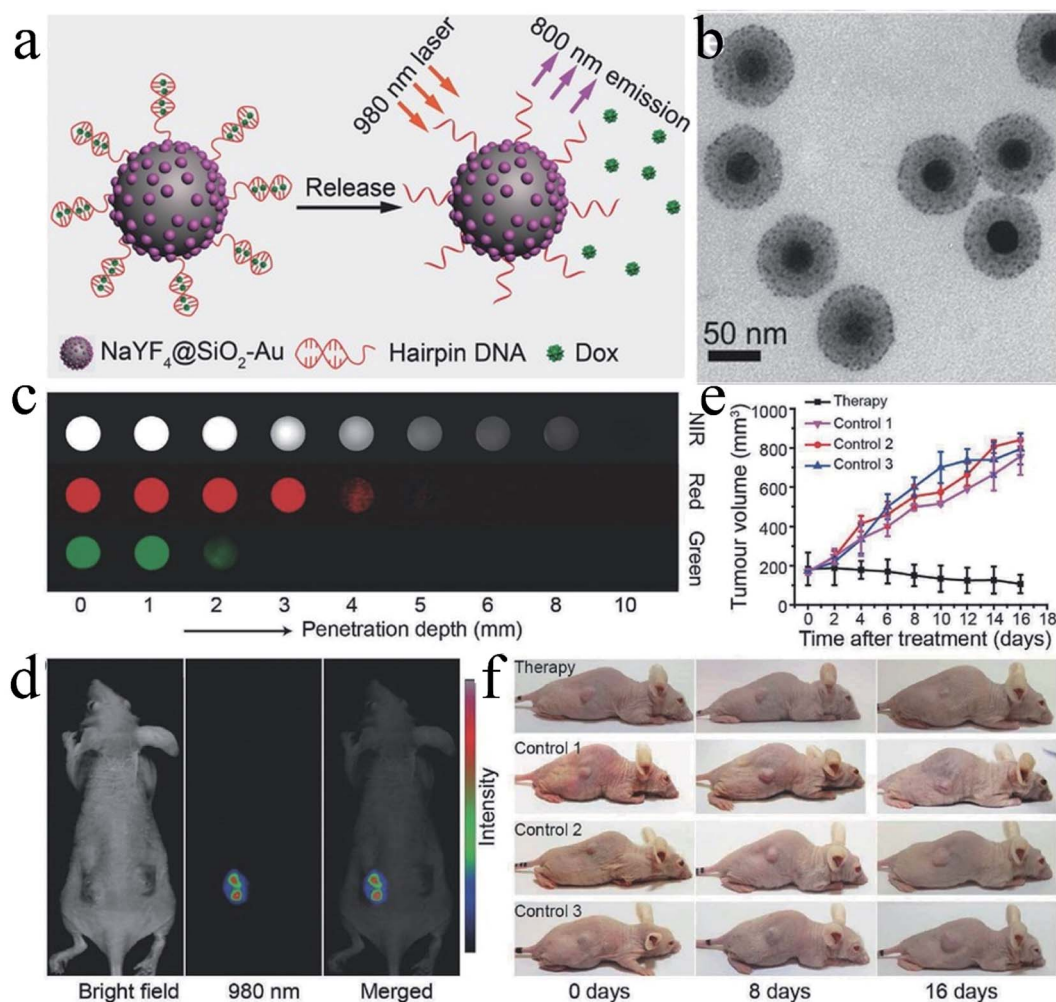 a
980 nm laser
800 nm emission
Release
NaYF4@SiO2-Au
Hairpin DNA
Dox
b
50 nm
c
NIR
Red
Green
0 1 2 3 4 5 6 8 10
Penetration depth (mm)
e
Therapy
Control 1
Control 2
Control 3
1000
800
600
400
200
0
Tumour volume (mm³)
0 2 4 6 8 10 12 14 16 18
Time after treatment (days)
d
Intensity
Bright field 980 nm Merged
f
Therapy
Control 1
Control 2
Control 3
0 days 8 days 16 days